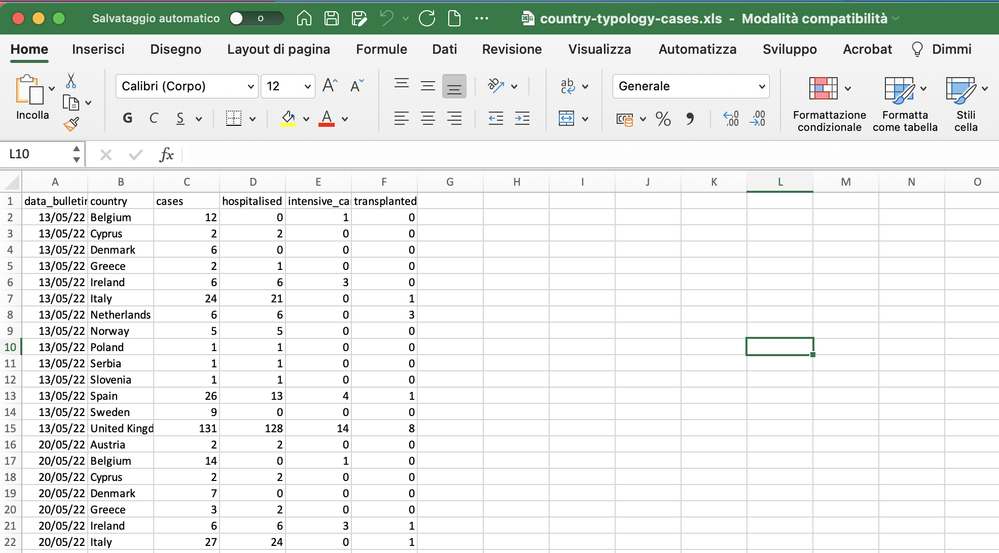 Salvataggio automatico
country-typology-cases.xls - Modalità compatibilità
Home Inserisci Disegno Layout di pagina Formule Dati Revisione Visualizza Automatizza Sviluppo Acrobat Dimmi
Incolla
Calibri (Corpo) 12
G C S
ab
ab c
Generale
% ,00 ,0
Formattazione condizionale
Formatta come tabella
Stili cella
L10 fx
A B C D E F G H I J K L M N O
1 data_bulletin country cases hospitalised intensive_car transplanted
2 13/05/22 Belgium 12 0 1 0
3 13/05/22 Cyprus 2 2 0 0
4 13/05/22 Denmark 6 0 0 0
5 13/05/22 Greece 2 1 0 0
6 13/05/22 Ireland 6 6 3 0
7 13/05/22 Italy 24 21 0 1
8 13/05/22 Netherlands 6 6 0 3
9 13/05/22 Norway 5 5 0 0
10 13/05/22 Poland 1 1 0 0
11 13/05/22 Serbia 1 1 0 0
12 13/05/22 Slovenia 1 1 0 0
13 13/05/22 Spain 26 13 4 1
14 13/05/22 Sweden 9 0 0 0
15 13/05/22 United Kingd 131 128 14 8
16 20/05/22 Austria 2 2 0 0
17 20/05/22 Belgium 14 0 1 0
18 20/05/22 Cyprus 2 2 0 0
19 20/05/22 Denmark 7 0 0 0
20 20/05/22 Greece 3 2 0 0
21 20/05/22 Ireland 6 6 3 1
22 20/05/22 Italy 27 24 0 1